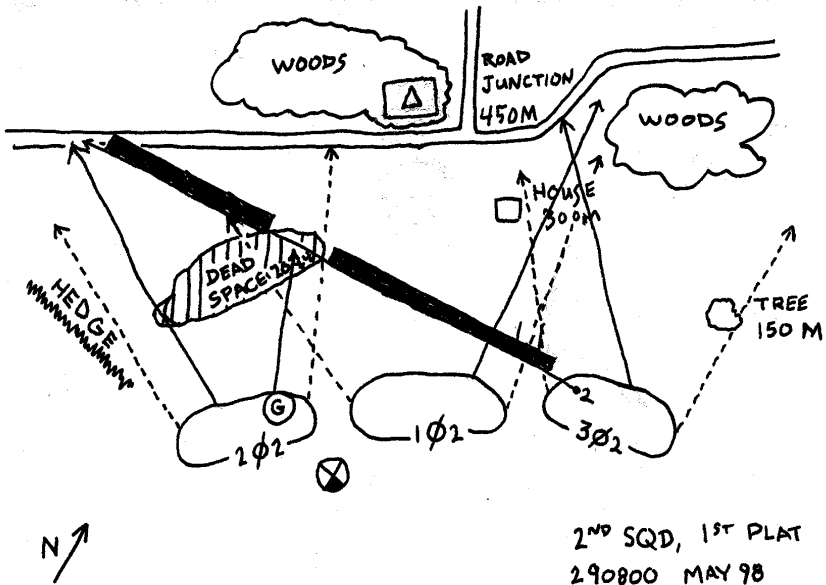 WOODS
ROAD
JUNCTION
450M
WOODS
HOUSE
300M
DEAD
HEDGE
SPACE
TREE
150 M
G
2
2Ø2
1Ø2
3Ø2
N
2ND SQD, 1ST PLAT
290800 MAY 98